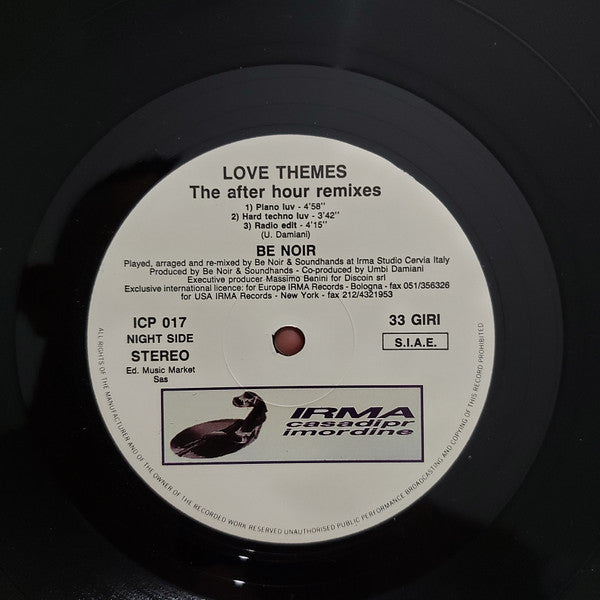 LOVE THEMES
The after hour remixes
1) Piano luv - 4'58"
2) Hard techno luv - 3'42"
3) Radio edit - 4'15"
(U. Damiani)
BE NOIR
Played, arraged and re-mixed by Be Noir & Soundhands at Irma Studio Cervia Italy
Produced by Be Noir & Soundhands - Co-produced by Umbi Damiani
Executive producer Massimo Benini for Discoin srl
Exclusive international licence: for Europe IRMA Records - Bologna - fax 051/356326
for USA IRMA Records - New York - fax 212/4321953
ICP 017
NIGHT SIDE
STEREO
Ed. Music Market
Sas
33 GIRI
S.I.A.E.
IRMA
casadipr
imordine
ALL RIGHTS OF THE MANUFACTURER AND OF THE OWNER OF THE RECORDED WORK RESERVED UNAUTHORISED PUBLIC PERFORMANCE BROADCASTING AND COPYING OF THIS RECORD PROHIBITED